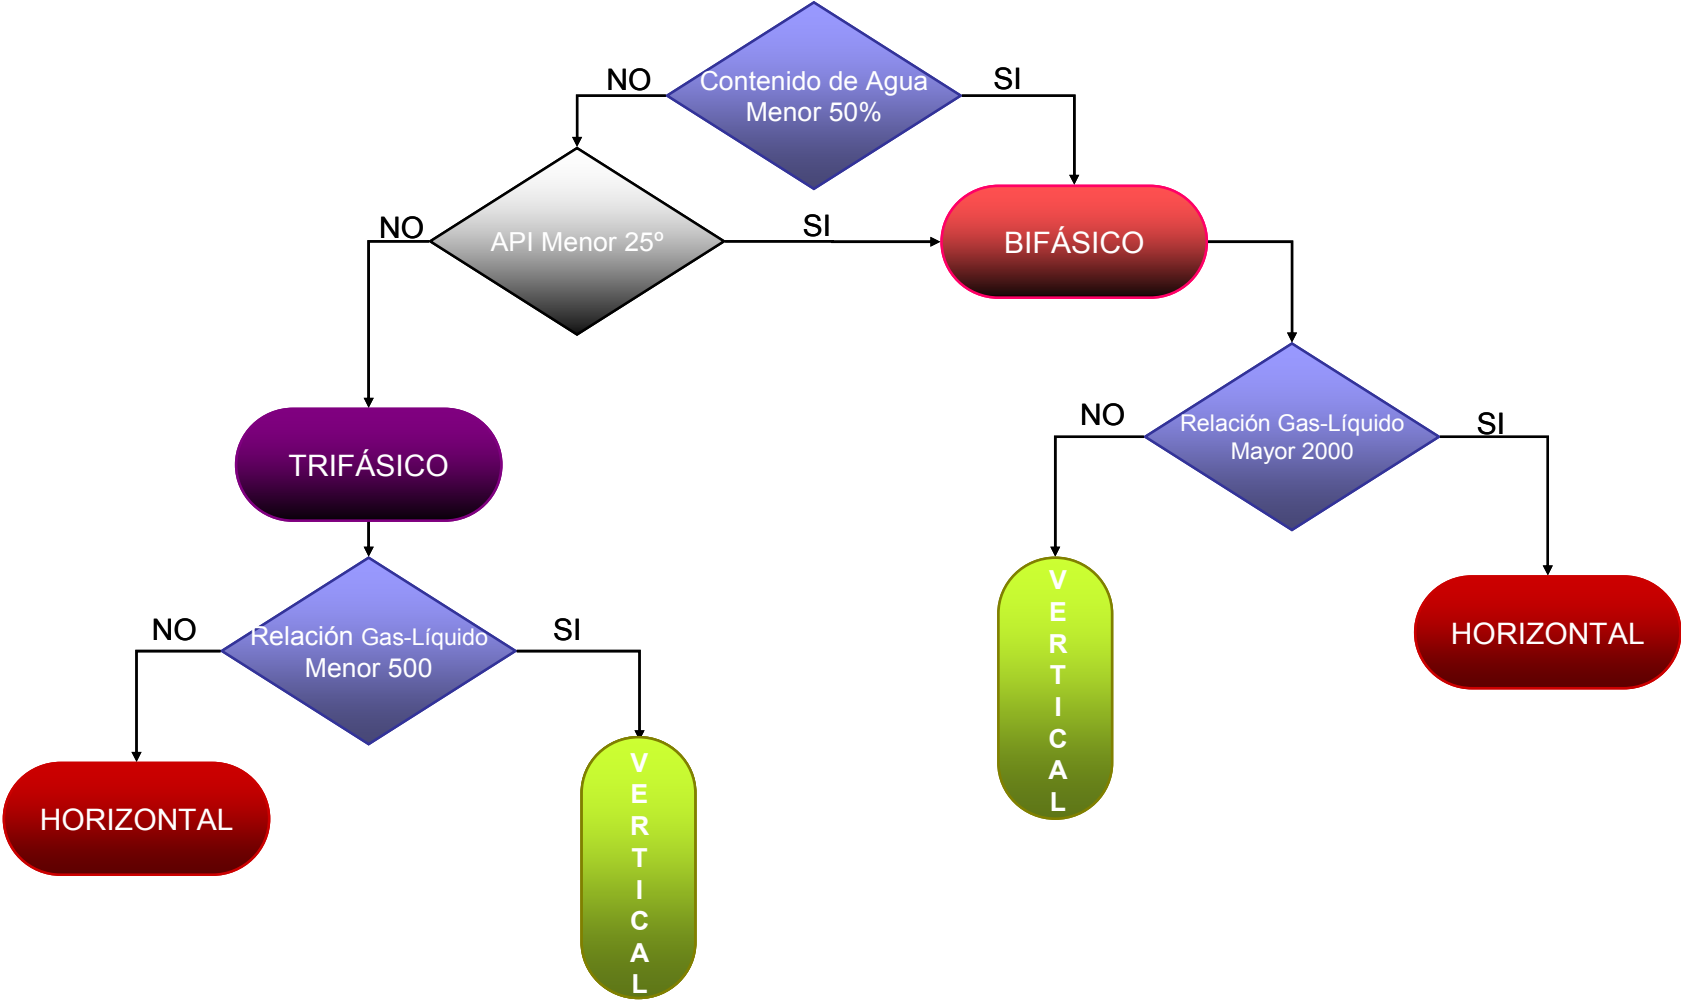 NO
Contenido de Agua
Menor 50%
SI
NO
API Menor 25º
SI
BIFÁSICO
NO
Relación Gas-Líquido
Mayor 2000
SI
TRIFÁSICO
V
E
R
T
I
C
A
L
HORIZONTAL
NO
Relación Gas-Líquido
Menor 500
SI
HORIZONTAL
V
E
R
T
I
C
A
L